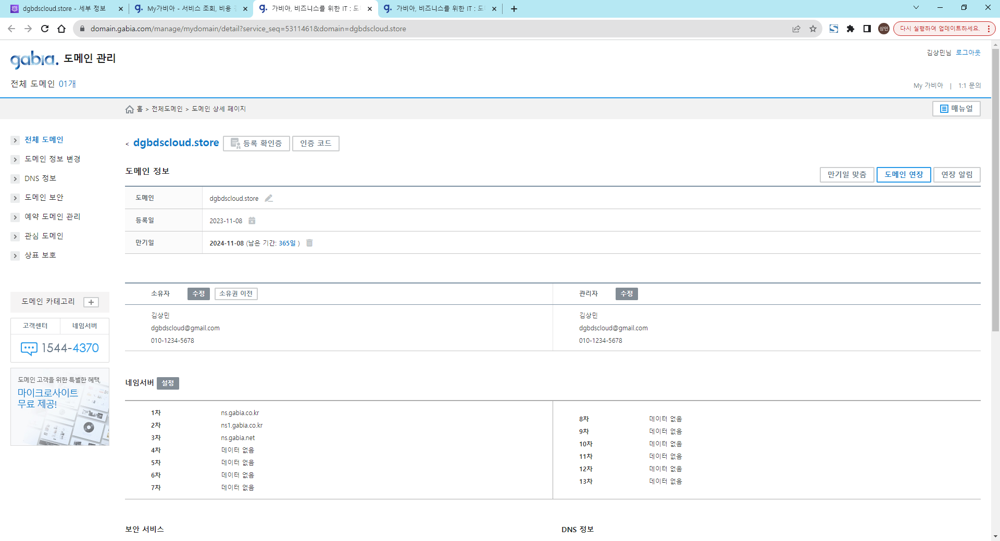 dgbdscloud.store - 세부 정보
My가비아 - 서비스 조회, 비용
가비아, 비즈니스를 위한 IT : 도
가비아, 비즈니스를 위한 IT : 도
domain.gabia.com/manage/mydomain/detail?service_seq=5311461&domain=dgbdscloud.store
상민
다시 실행하여 업데이트하세요.
gabia. 도메인 관리
김상민님 로그아웃
전체 도메인 01개
My 가비아 | 1:1 문의
홈 > 전체도메인 > 도메인 상세 페이지
매뉴얼
전체 도메인
도메인 정보 변경
DNS 정보
도메인 보안
예약 도메인 관리
관심 도메인
상표 보호
도메인 카테고리 +
고객센터 네임서버
1544-4370
도메인 고객을 위한 특별한 혜택,
마이크로사이트
무료 제공!
< dgbdscloud.store 등록 확인증 인증 코드
도메인 정보
만기일 맞춤 도메인 연장 연장 알림
도메인 dgbdscloud.store
등록일 2023-11-08
만기일 2024-11-08 (남은 기간: 365일 )
소유자 수정 소유권 이전
김상민
dgbdscloud@gmail.com
010-1234-5678
관리자 수정
김상민
dgbdscloud@gmail.com
010-1234-5678
네임서버 설정
1차 ns.gabia.co.kr
2차 ns1.gabia.co.kr
3차 ns.gabia.net
4차 데이터 없음
5차 데이터 없음
6차 데이터 없음
7차 데이터 없음
8차 데이터 없음
9차 데이터 없음
10차 데이터 없음
11차 데이터 없음
12차 데이터 없음
13차 데이터 없음
보안 서비스
DNS 정보